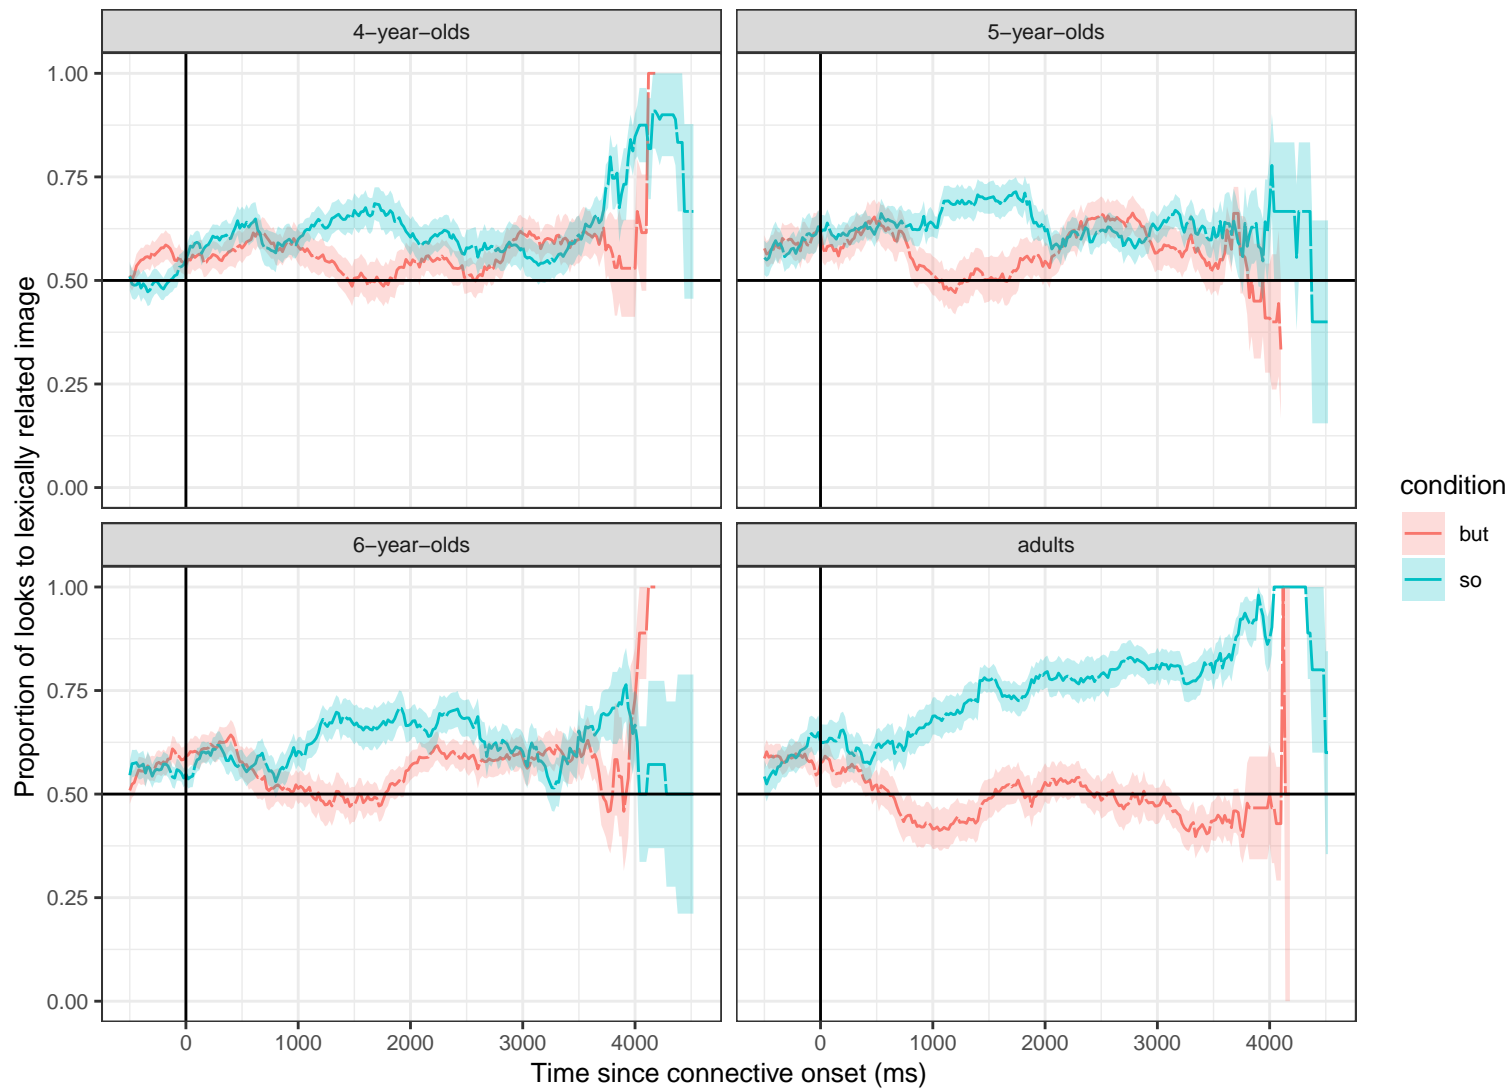 4−year−olds
5−year−olds
1.00
0.75
0.50
0.25
0.00
6−year−olds
adults
1.00
0.75
0.50
0.25
0.00
0 1000 2000 3000 4000
0 1000 2000 3000 4000
Time since connective onset (ms)
Proportion of looks to lexically related image
condition
but
so